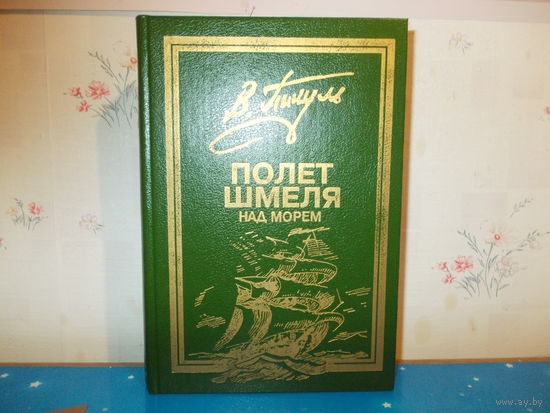 В Пикуль
ПОЛЕТ
ШМЕЛЯ
НАД МОРЕМ
www.ay.by